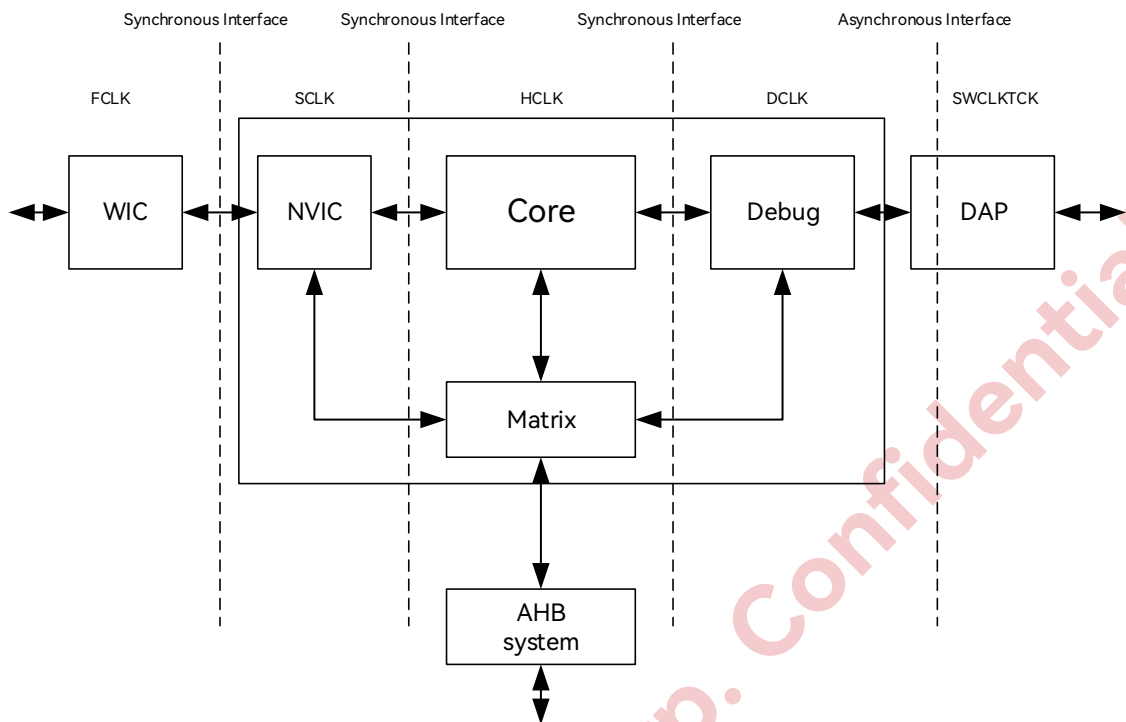 Synchronous Interface Synchronous Interface Synchronous Interface Asynchronous Interface
FCLK SCLK HCLK DCLK SWCLKTCK
WIC NVIC Core Debug DAP
Matrix
AHB
system
p. Confidential